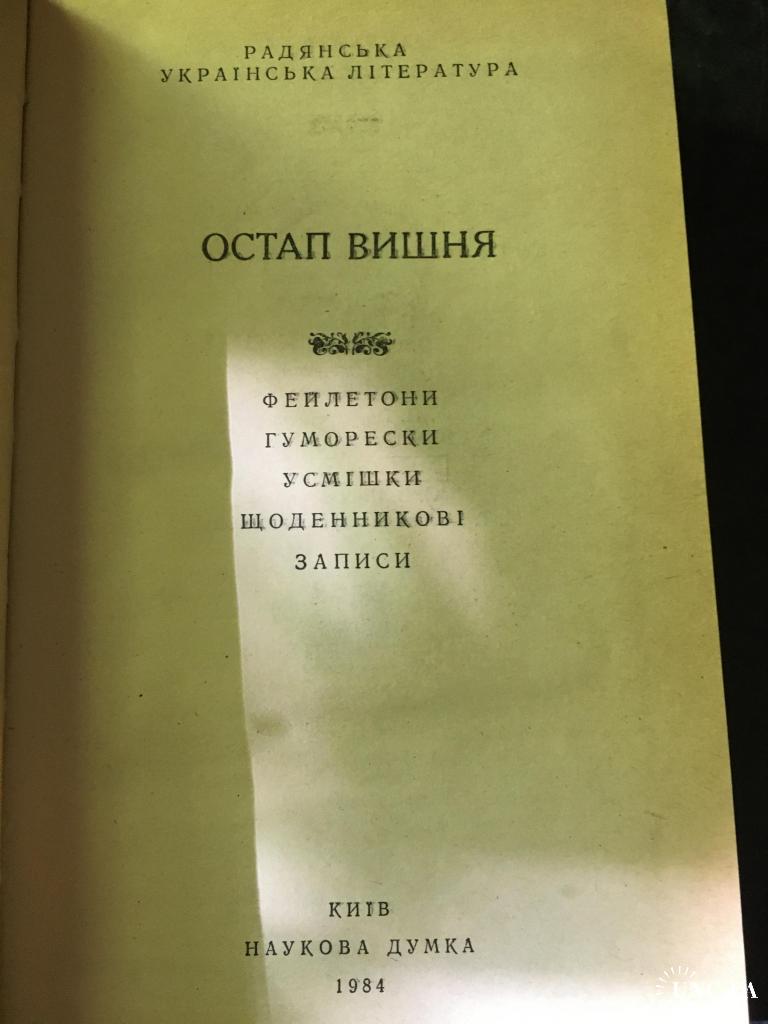 РАДЯНСЬКА
УКРАЇНСЬКА ЛІТЕРАТУРА
ОСТАП ВИШНЯ
ФЕЙЛЕТОНИ
ГУМОРЕСКИ
УСМІШКИ
ЩОДЕННИКОВІ
ЗАПИСИ
КИЇВ
НАУКОВА ДУМКА
1984